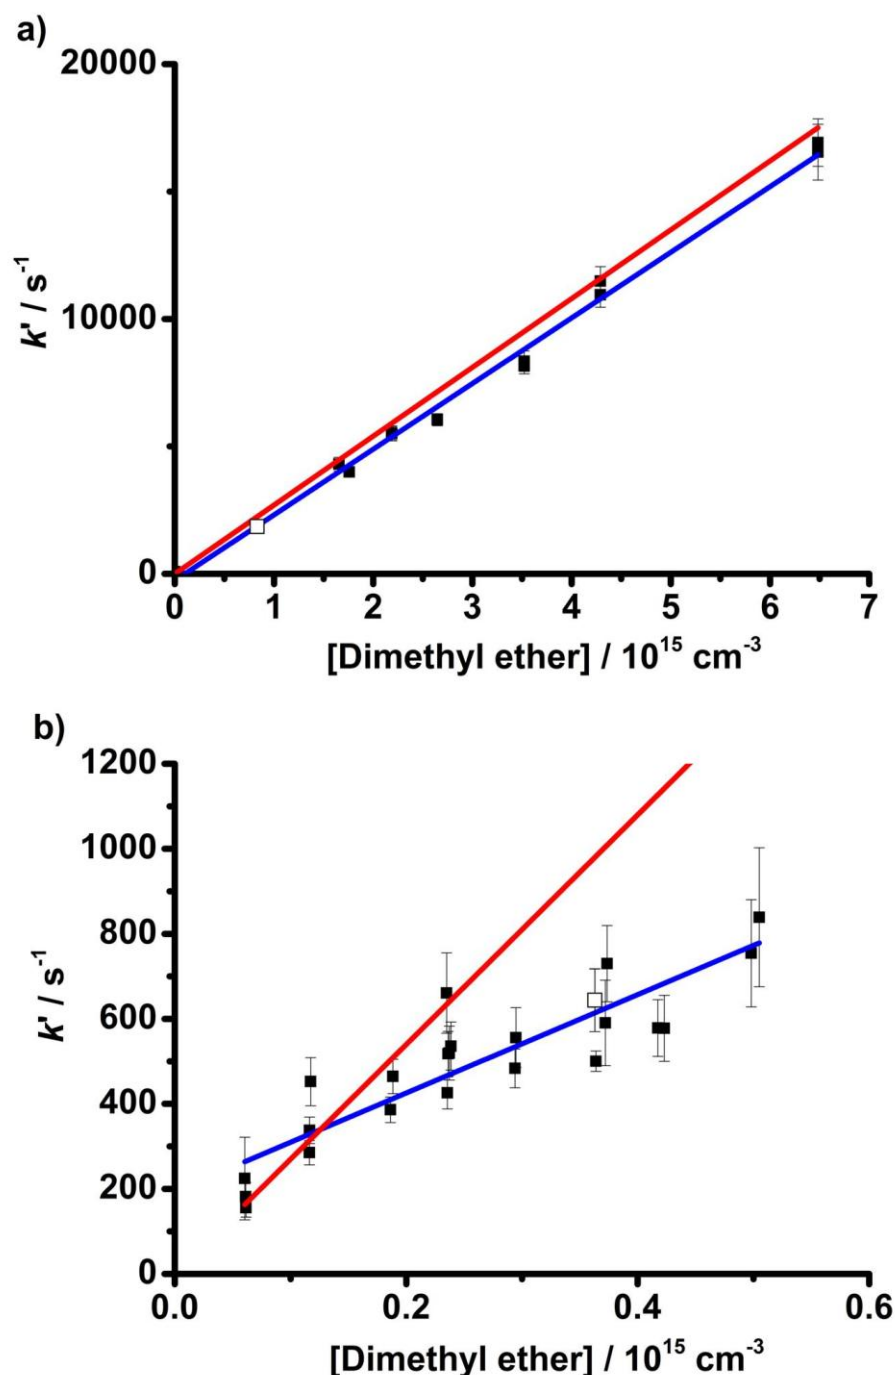 a)
20000
10000
0
k' / s⁻¹
0 1 2 3 4 5 6 7
[Dimethyl ether] / 10¹⁵ cm⁻³
b)
1200
1000
800
600
400
200
0
k' / s⁻¹
0.0 0.2 0.4 0.6
[Dimethyl ether] / 10¹⁵ cm⁻³